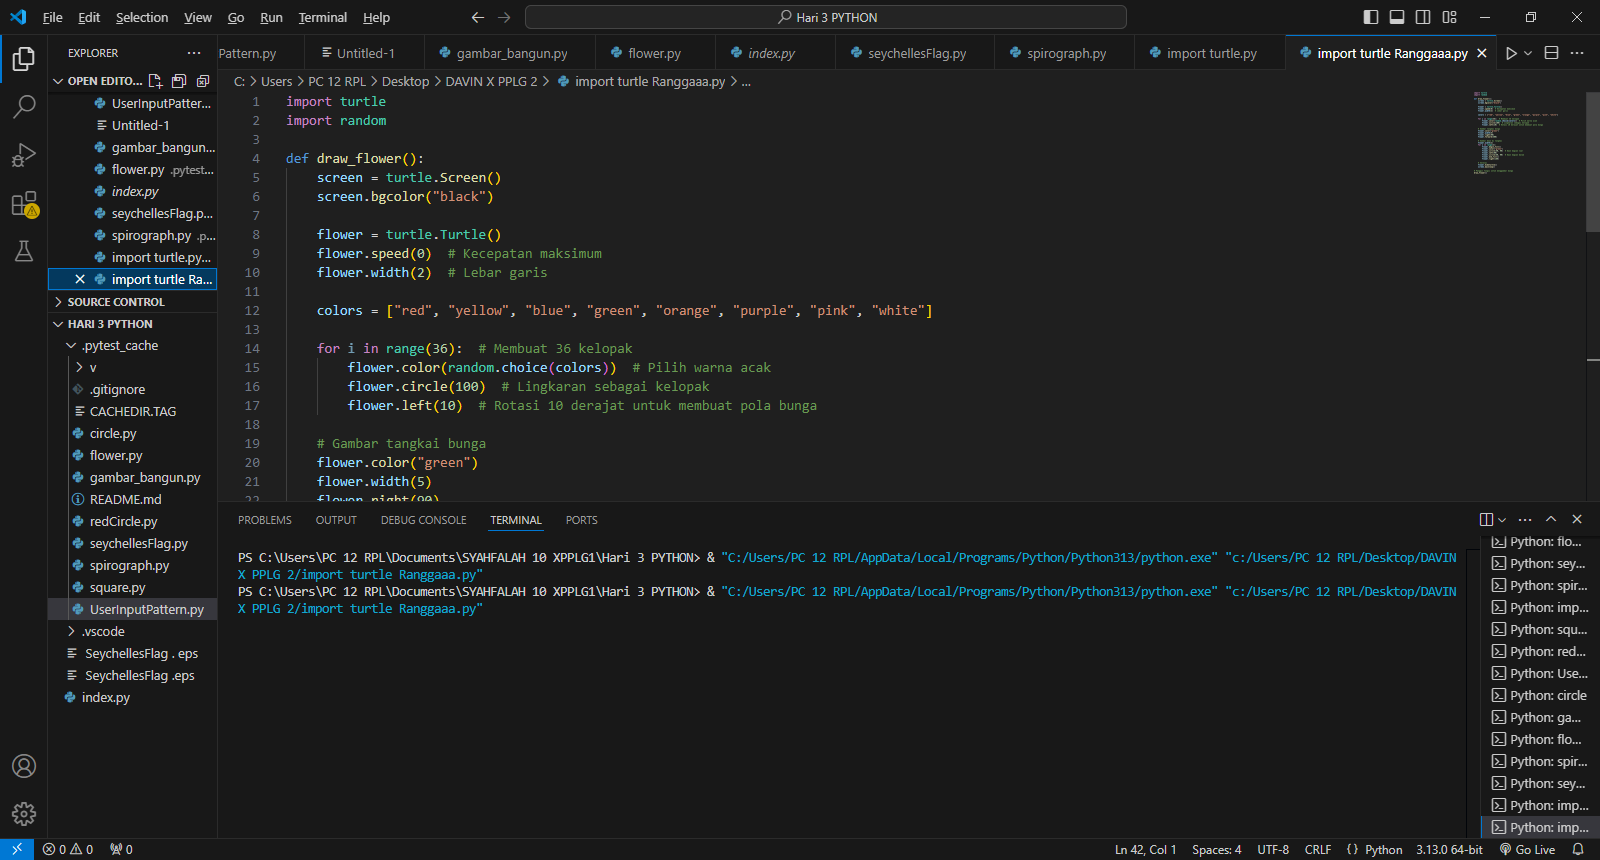 File Edit Selection View Go Run Terminal Help
Hari 3 PYTHON
EXPLORER
Pattern.py Untitled-1 gambar_bangun.py flower.py index.py seychellesFlag.py spirograph.py import turtle.py import turtle Ranggaaa.py
OPEN EDITO...
UserInputPatter...
Untitled-1
gambar_bangun...
flower.py .pytest...
index.py
seychellesFlag.p...
spirograph.py .p...
import turtle.py...
import turtle Ra...
SOURCE CONTROL
HARI 3 PYTHON
.pytest_cache
v
.gitignore
CACHEDIR.TAG
circle.py
flower.py
gambar_bangun.py
README.md
redCircle.py
seychellesFlag.py
spirograph.py
square.py
UserInputPattern.py
.vscode
SeychellesFlag . eps
SeychellesFlag .eps
index.py
C: > Users > PC 12 RPL > Desktop > DAVIN X PPLG 2 > import turtle Ranggaaa.py > ...
1 import turtle
2 import random
3
4 def draw_flower():
5 screen = turtle.Screen()
6 screen.bgcolor("black")
7
8 flower = turtle.Turtle()
9 flower.speed(0) # Kecepatan maksimum
10 flower.width(2) # Lebar garis
11
12 colors = ["red", "yellow", "blue", "green", "orange", "purple", "pink", "white"]
13
14 for i in range(36): # Membuat 36 kelopak
15 flower.color(random.choice(colors)) # Pilih warna acak
16 flower.circle(100) # Lingkaran sebagai kelopak
17 flower.left(10) # Rotasi 10 derajat untuk membuat pola bunga
18
19 # Gambar tangkai bunga
20 flower.color("green")
21 flower.width(5)
22 flower.right(90)
PROBLEMS OUTPUT DEBUG CONSOLE TERMINAL PORTS
PS C:\Users\PC 12 RPL\Documents\SYAHFALAH 10 XPPLG1\Hari 3 PYTHON> & "C:/Users/PC 12 RPL/AppData/Local/Programs/Python/Python313/python.exe" "c:/Users/PC 12 RPL/Desktop/DAVIN
X PPLG 2/import turtle Ranggaaa.py"
PS C:\Users\PC 12 RPL\Documents\SYAHFALAH 10 XPPLG1\Hari 3 PYTHON> & "C:/Users/PC 12 RPL/AppData/Local/Programs/Python/Python313/python.exe" "c:/Users/PC 12 RPL/Desktop/DAVIN
X PPLG 2/import turtle Ranggaaa.py"
Python: flo...
Python: sey...
Python: spir...
Python: imp...
Python: squ...
Python: red...
Python: Use...
Python: circle
Python: ga...
Python: flo...
Python: spir...
Python: sey...
Python: imp...
Python: imp...
0 0 0
Ln 42, Col 1 Spaces: 4 UTF-8 CRLF {} Python 3.13.0 64-bit Go Live